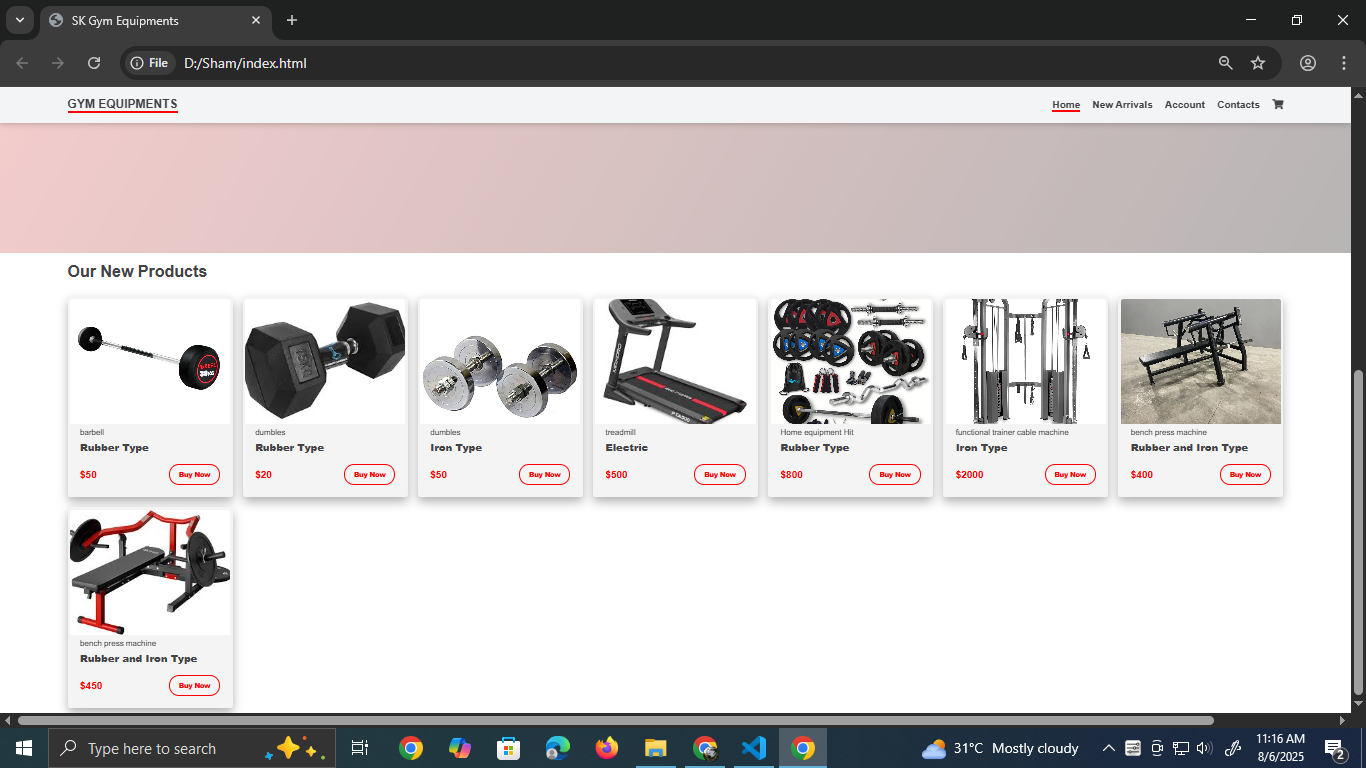 SK Gym Equipments
File D:/Sham/index.html
GYM EQUIPMENTS
Home New Arrivals Account Contacts
Our New Products
barbell
Rubber Type
$50 Buy Now
dumbles
Rubber Type
$20 Buy Now
dumbles
Iron Type
$50 Buy Now
treadmill
Electric
$500 Buy Now
Home equipment Hit
Rubber Type
$800 Buy Now
functional trainer cable machine
Iron Type
$2000 Buy Now
bench press machine
Rubber and Iron Type
$400 Buy Now
bench press machine
Rubber and Iron Type
$450 Buy Now
Type here to search
31°C Mostly cloudy
11:16 AM
8/6/2025
2